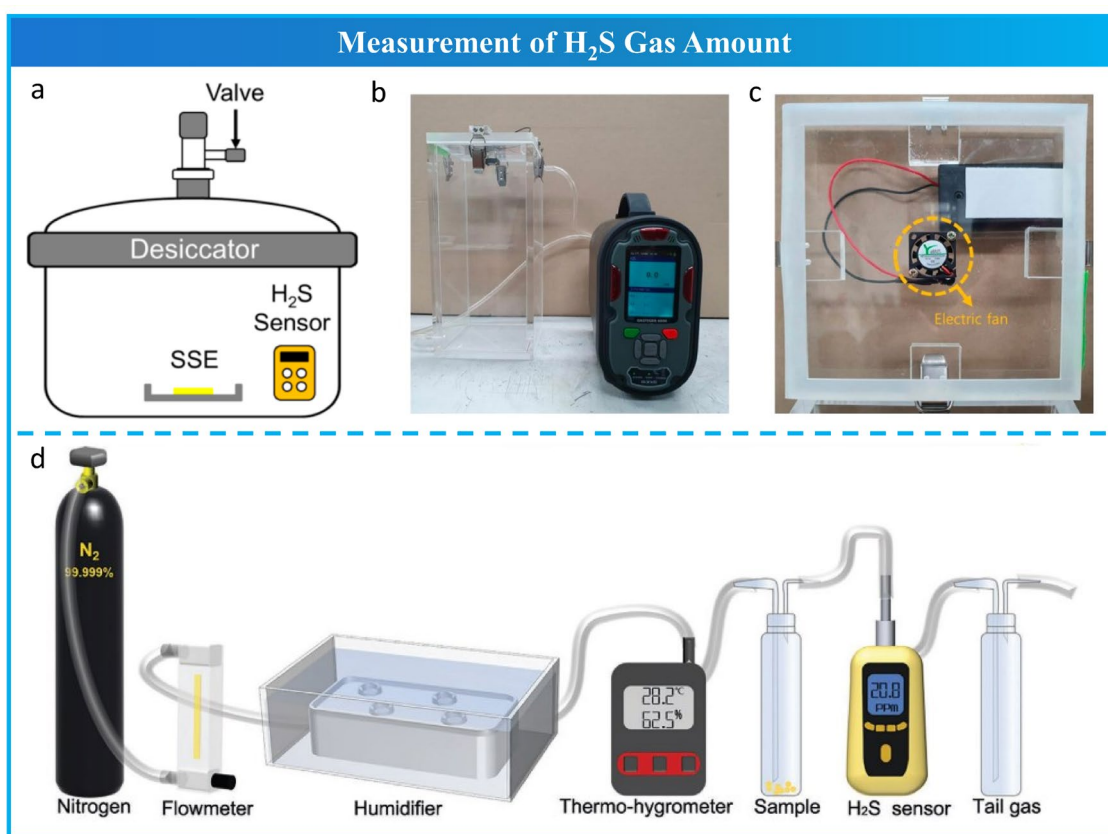 Measurement of H₂S Gas Amount
a
Valve
Desiccator
H₂S
Sensor
SSE
b
c
Electric fan
d
N₂
99.999%
28.2℃
62.5%
20.8
PPm
Nitrogen
Flowmeter
Humidifier
Thermo-hygrometer
Sample
H₂S sensor
Tail gas